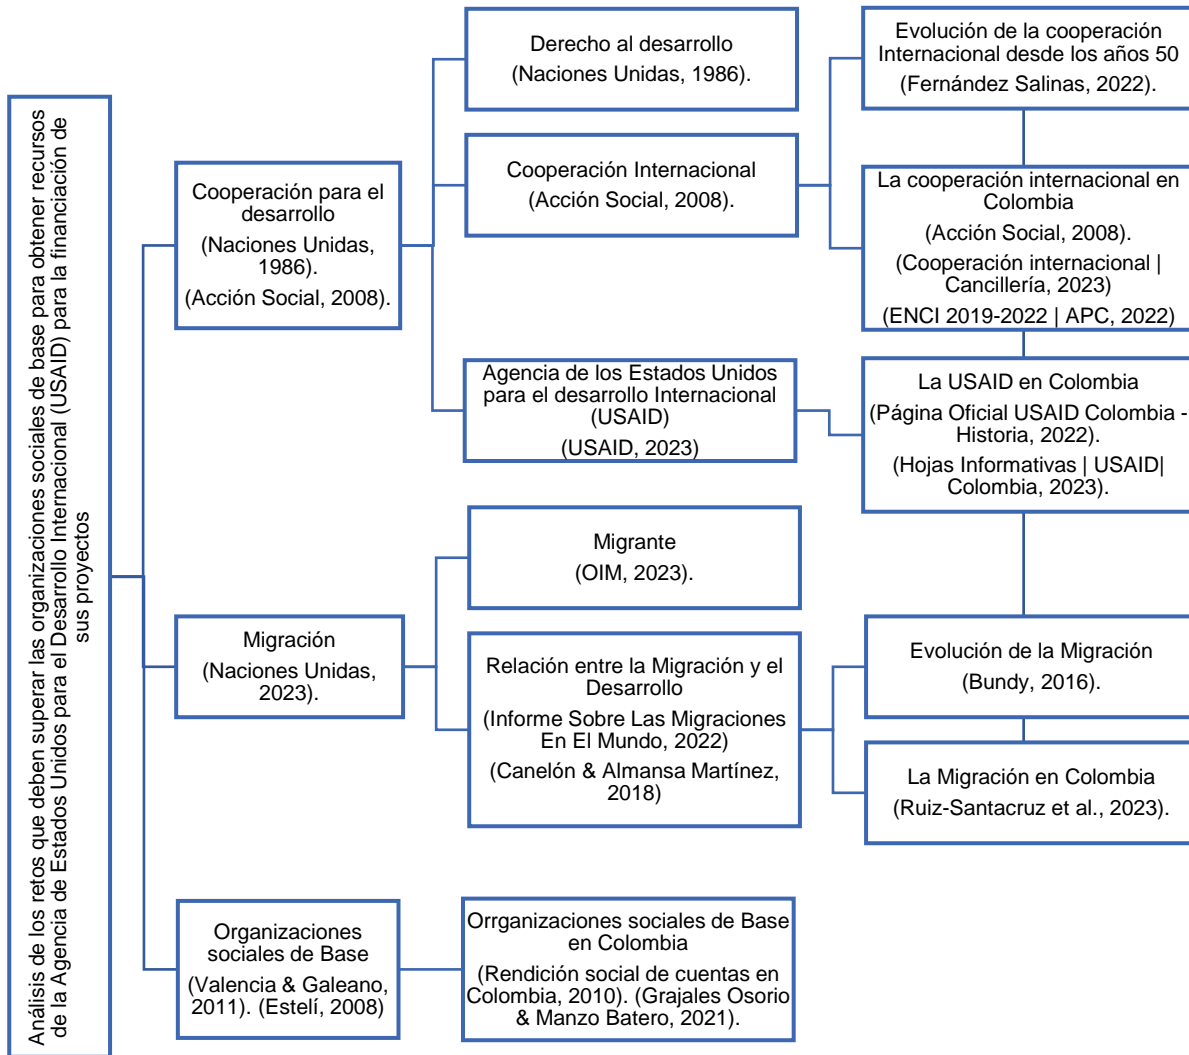 Análisis de los retos que deben superar las organizaciones sociales de base para obtener recursos
de la Agencia de Estados Unidos para el Desarrollo Internacional (USAID) para la financiación de
sus proyectos
Cooperación para el
desarrollo
(Naciones Unidas,
1986).
(Acción Social, 2008).
Derecho al desarrollo
(Naciones Unidas, 1986).
Cooperación Internacional
(Acción Social, 2008).
Evolución de la cooperación
Internacional desde los años 50
(Fernández Salinas, 2022).
La cooperación internacional en
Colombia
(Acción Social, 2008).
(Cooperación internacional |
Cancillería, 2023)
(ENCI 2019-2022 | APC, 2022)
Agencia de los Estados Unidos
para el desarrollo Internacional
(USAID)
(USAID, 2023)
La USAID en Colombia
(Página Oficial USAID Colombia -
Historia, 2022).
(Hojas Informativas | USAID|
Colombia, 2023).
Migración
(Naciones Unidas,
2023).
Migrante
(OIM, 2023).
Relación entre la Migración y el
Desarrollo
(Informe Sobre Las Migraciones
En El Mundo, 2022)
(Canelón & Almansa Martínez,
2018)
Evolución de la Migración
(Bundy, 2016).
La Migración en Colombia
(Ruiz-Santacruz et al., 2023).
Organizaciones
sociales de Base
(Valencia & Galeano,
2011). (Estelí, 2008)
Orrganizaciones sociales de Base
en Colombia
(Rendición social de cuentas en
Colombia, 2010). (Grajales Osorio
& Manzo Batero, 2021).